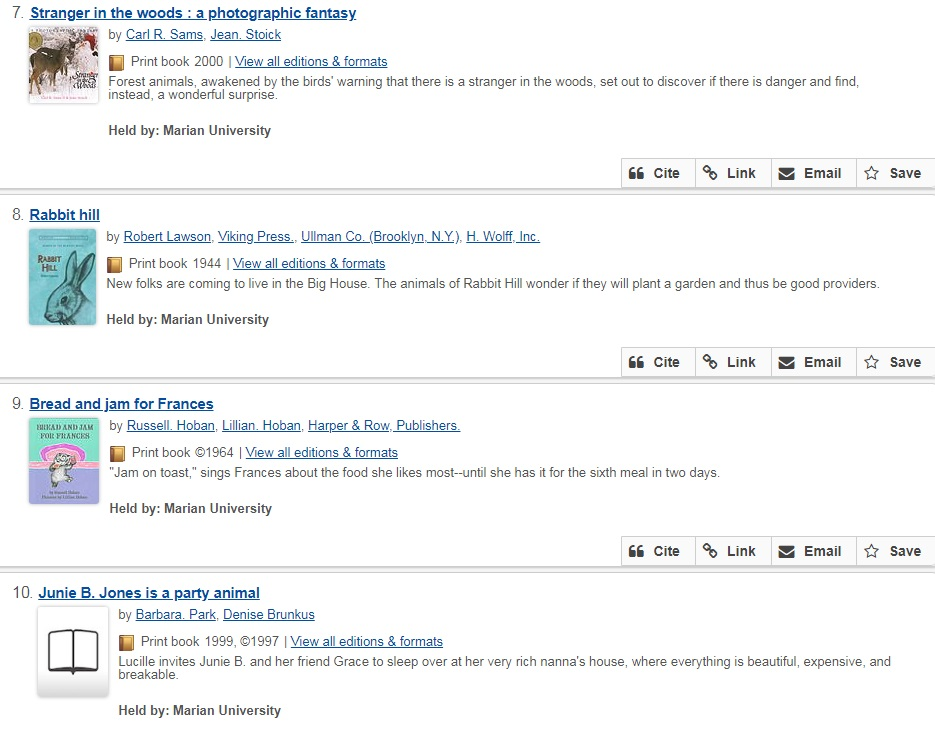 7. Stranger in the woods : a photographic fantasy
by Carl R. Sams, Jean. Stoick
Print book 2000 | View all editions & formats
Forest animals, awakened by the birds' warning that there is a stranger in the woods, set out to discover if there is danger and find,
instead, a wonderful surprise.
Held by: Marian University
Cite Link Email Save
8. Rabbit hill
by Robert Lawson, Viking Press., Ullman Co. (Brooklyn, N.Y.), H. Wolff, Inc.
RABBIT
HILL
Print book 1944 | View all editions & formats
New folks are coming to live in the Big House. The animals of Rabbit Hill wonder if they will plant a garden and thus be good providers.
Held by: Marian University
Cite Link Email Save
9. Bread and jam for Frances
by Russell. Hoban, Lillian. Hoban, Harper & Row, Publishers.
BREAD AND JAM
FOR FRANCES
Print book ©1964 | View all editions & formats
"Jam on toast," sings Frances about the food she likes most--until she has it for the sixth meal in two days.
Held by: Marian University
Cite Link Email Save
10. Junie B. Jones is a party animal
by Barbara. Park, Denise Brunkus
Print book 1999, ©1997 | View all editions & formats
Lucille invites Junie B. and her friend Grace to sleep over at her very rich nanna's house, where everything is beautiful, expensive, and
breakable.
Held by: Marian University